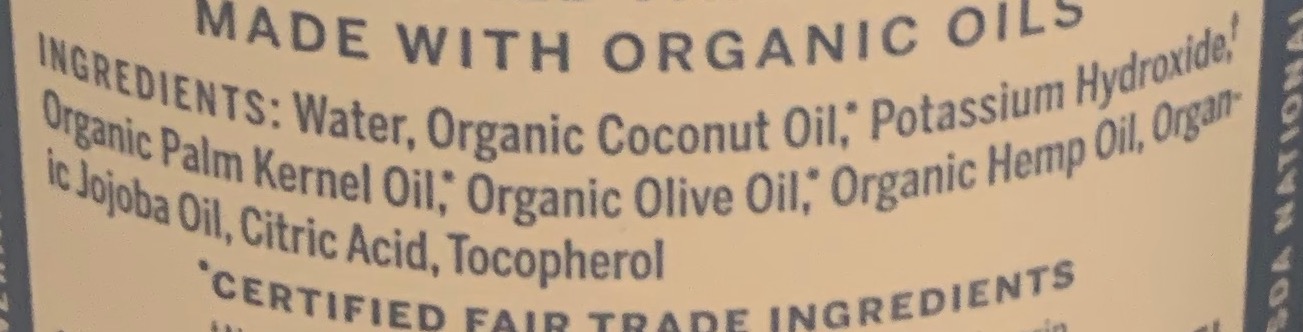 MADE WITH ORGANIC OILS
INGREDIENTS: Water, Organic Coconut Oil,* Potassium Hydroxide,†
Organic Palm Kernel Oil,* Organic Olive Oil,* Organic Hemp Oil, Organ-
ic Jojoba Oil, Citric Acid, Tocopherol
*CERTIFIED FAIR TRADE INGREDIENTS
NATIONAL